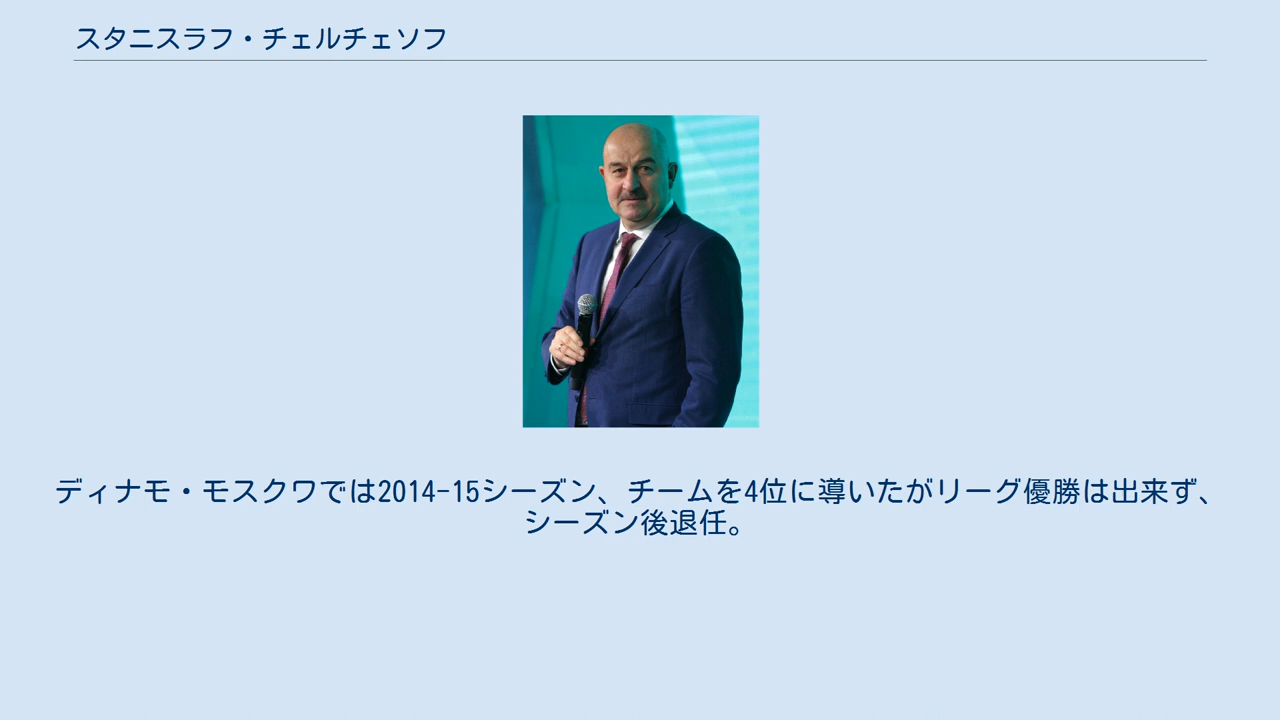 スタニスラフ・チェルチェソフ
ディナモ・モスクワでは2014-15シーズン、チームを4位に導いたがリーグ優勝は出来ず、
シーズン後退任。